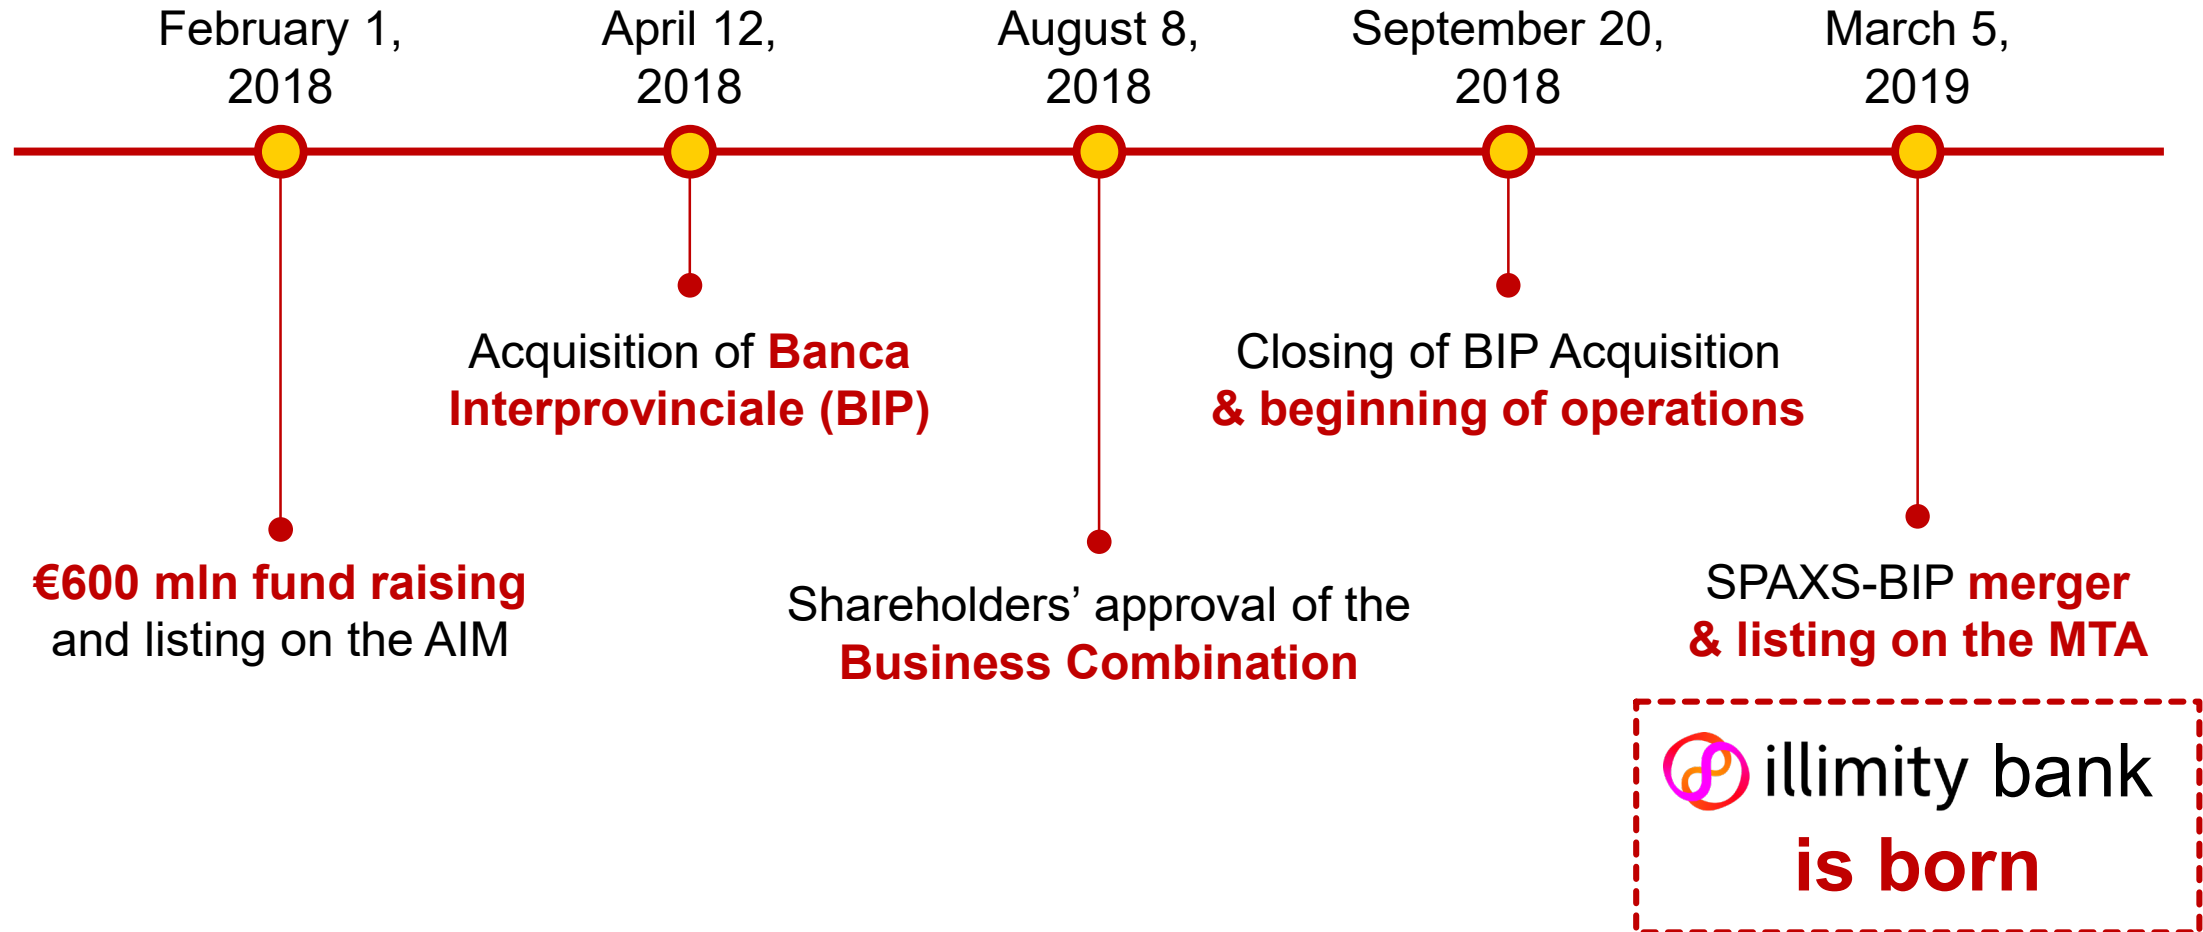 February 1,
2018
April 12,
2018
August 8,
2018
September 20,
2018
March 5,
2019
Acquisition of Banca
Interprovinciale (BIP)
Closing of BIP Acquisition
& beginning of operations
€600 mln fund raising
and listing on the AIM
Shareholders’ approval of the
Business Combination
SPAXS-BIP merger
& listing on the MTA
illimity bank
is born